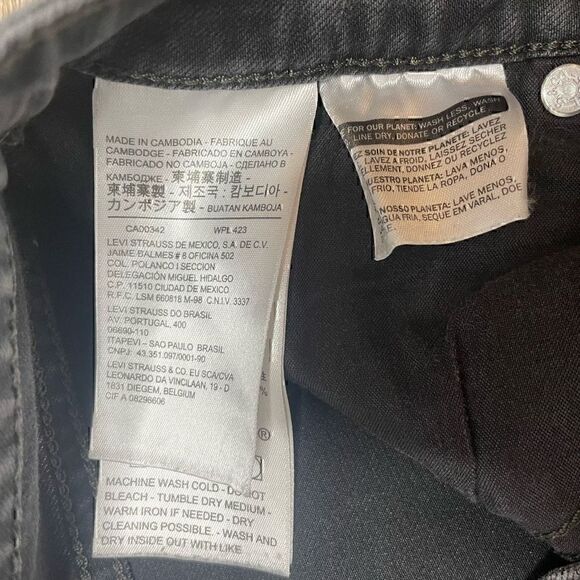 MADE IN CAMBODIA - FABRIQUE AU
CAMBODGE - FABRICADO EN CAMBOYA -
FABRICADO NO CAMBOJA - СДЕЛАНО В
КАМБОДЖЕ - 柬埔寨制造 -
柬埔寨製 - 제조국 : 캄보디아 -
カンボジア製 - BUATAN KAMBOJA
CA00342 WPL 423
LEVI STRAUSS DE MEXICO, S.A. DE C.V.
JAIME BALMES # 8 OFICINA 502
COL. POLANCO I SECCION
DELEGACIÓN MIGUEL HIDALGO
C.P. 11510 CIUDAD DE MEXICO
R.F.C. LSM 660818 M-98 C.N.I.V. 3337
LEVI STRAUSS DO BRASIL
AV. PORTUGAL, 400
06690-110
ITAPEVI – SAO PAULO BRASIL
CNPJ: 43.351.097/0001-90
LEVI STRAUSS & CO. EU SCA/CVA
LEONARDO DA VINCILAAN, 19 - D
1831 DIEGEM, BELGIUM
CIF A 08296606
%
®
MACHINE WASH COLD - DO NOT
BLEACH - TUMBLE DRY MEDIUM -
WARM IRON IF NEEDED - DRY
CLEANING POSSIBLE. - WASH AND
DRY INSIDE OUT WITH LIKE
FOR OUR PLANET: WASH LESS, WASH
LINE DRY, DONATE OR RECYCLE
SOIN DE NOTRE PLANETE: LAVEZ
LAVEZ A FROID, LAISSEZ SECHER
ELLEMENT, DONNEZ OU RECYCLEZ
UESTRO PLANETA: LAVA MENOS,
FRIO, TIENDE LA ROPA, DONA O
NOSSO PLANETA: LAVE MENOS,
GUA FRIA, SEQUE EM VARAL, DOE